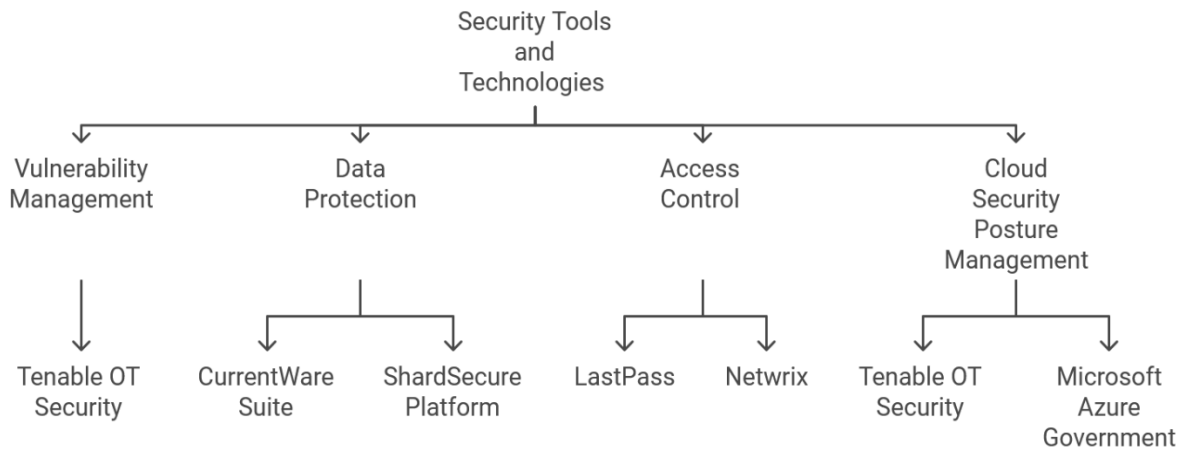 Security Tools
and
Technologies
Vulnerability
Management
Data
Protection
Access
Control
Cloud
Security
Posture
Management
Tenable OT
Security
CurrentWare
Suite
ShardSecure
Platform
LastPass
Netwrix
Tenable OT
Security
Microsoft
Azure
Government